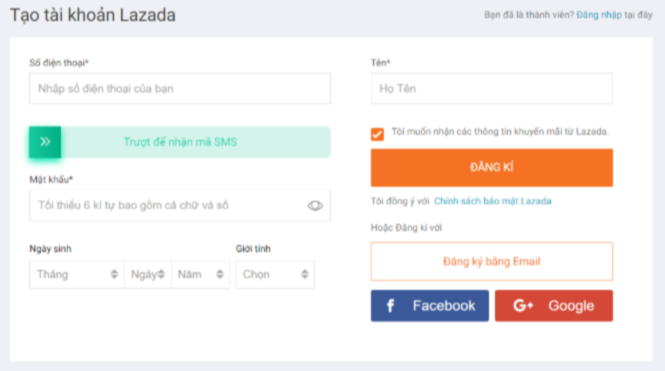 Tạo tài khoản Lazada
Bạn đã là thành viên? Đăng nhập tại đây
Số điện thoại*
Nhập số điện thoại của bạn
Trượt để nhận mã SMS
Mật khẩu*
Tối thiểu 6 kí tự bao gồm cả chữ và số
Ngày sinh
Giới tính
Tháng
Ngày
Năm
Chọn
Tên*
Họ Tên
Tôi muốn nhận các thông tin khuyến mãi từ Lazada.
ĐĂNG KÍ
Tôi đồng ý với Chính sách bảo mật Lazada
Hoặc Đăng kí với
Đăng ký bằng Email
f Facebook
G+ Google